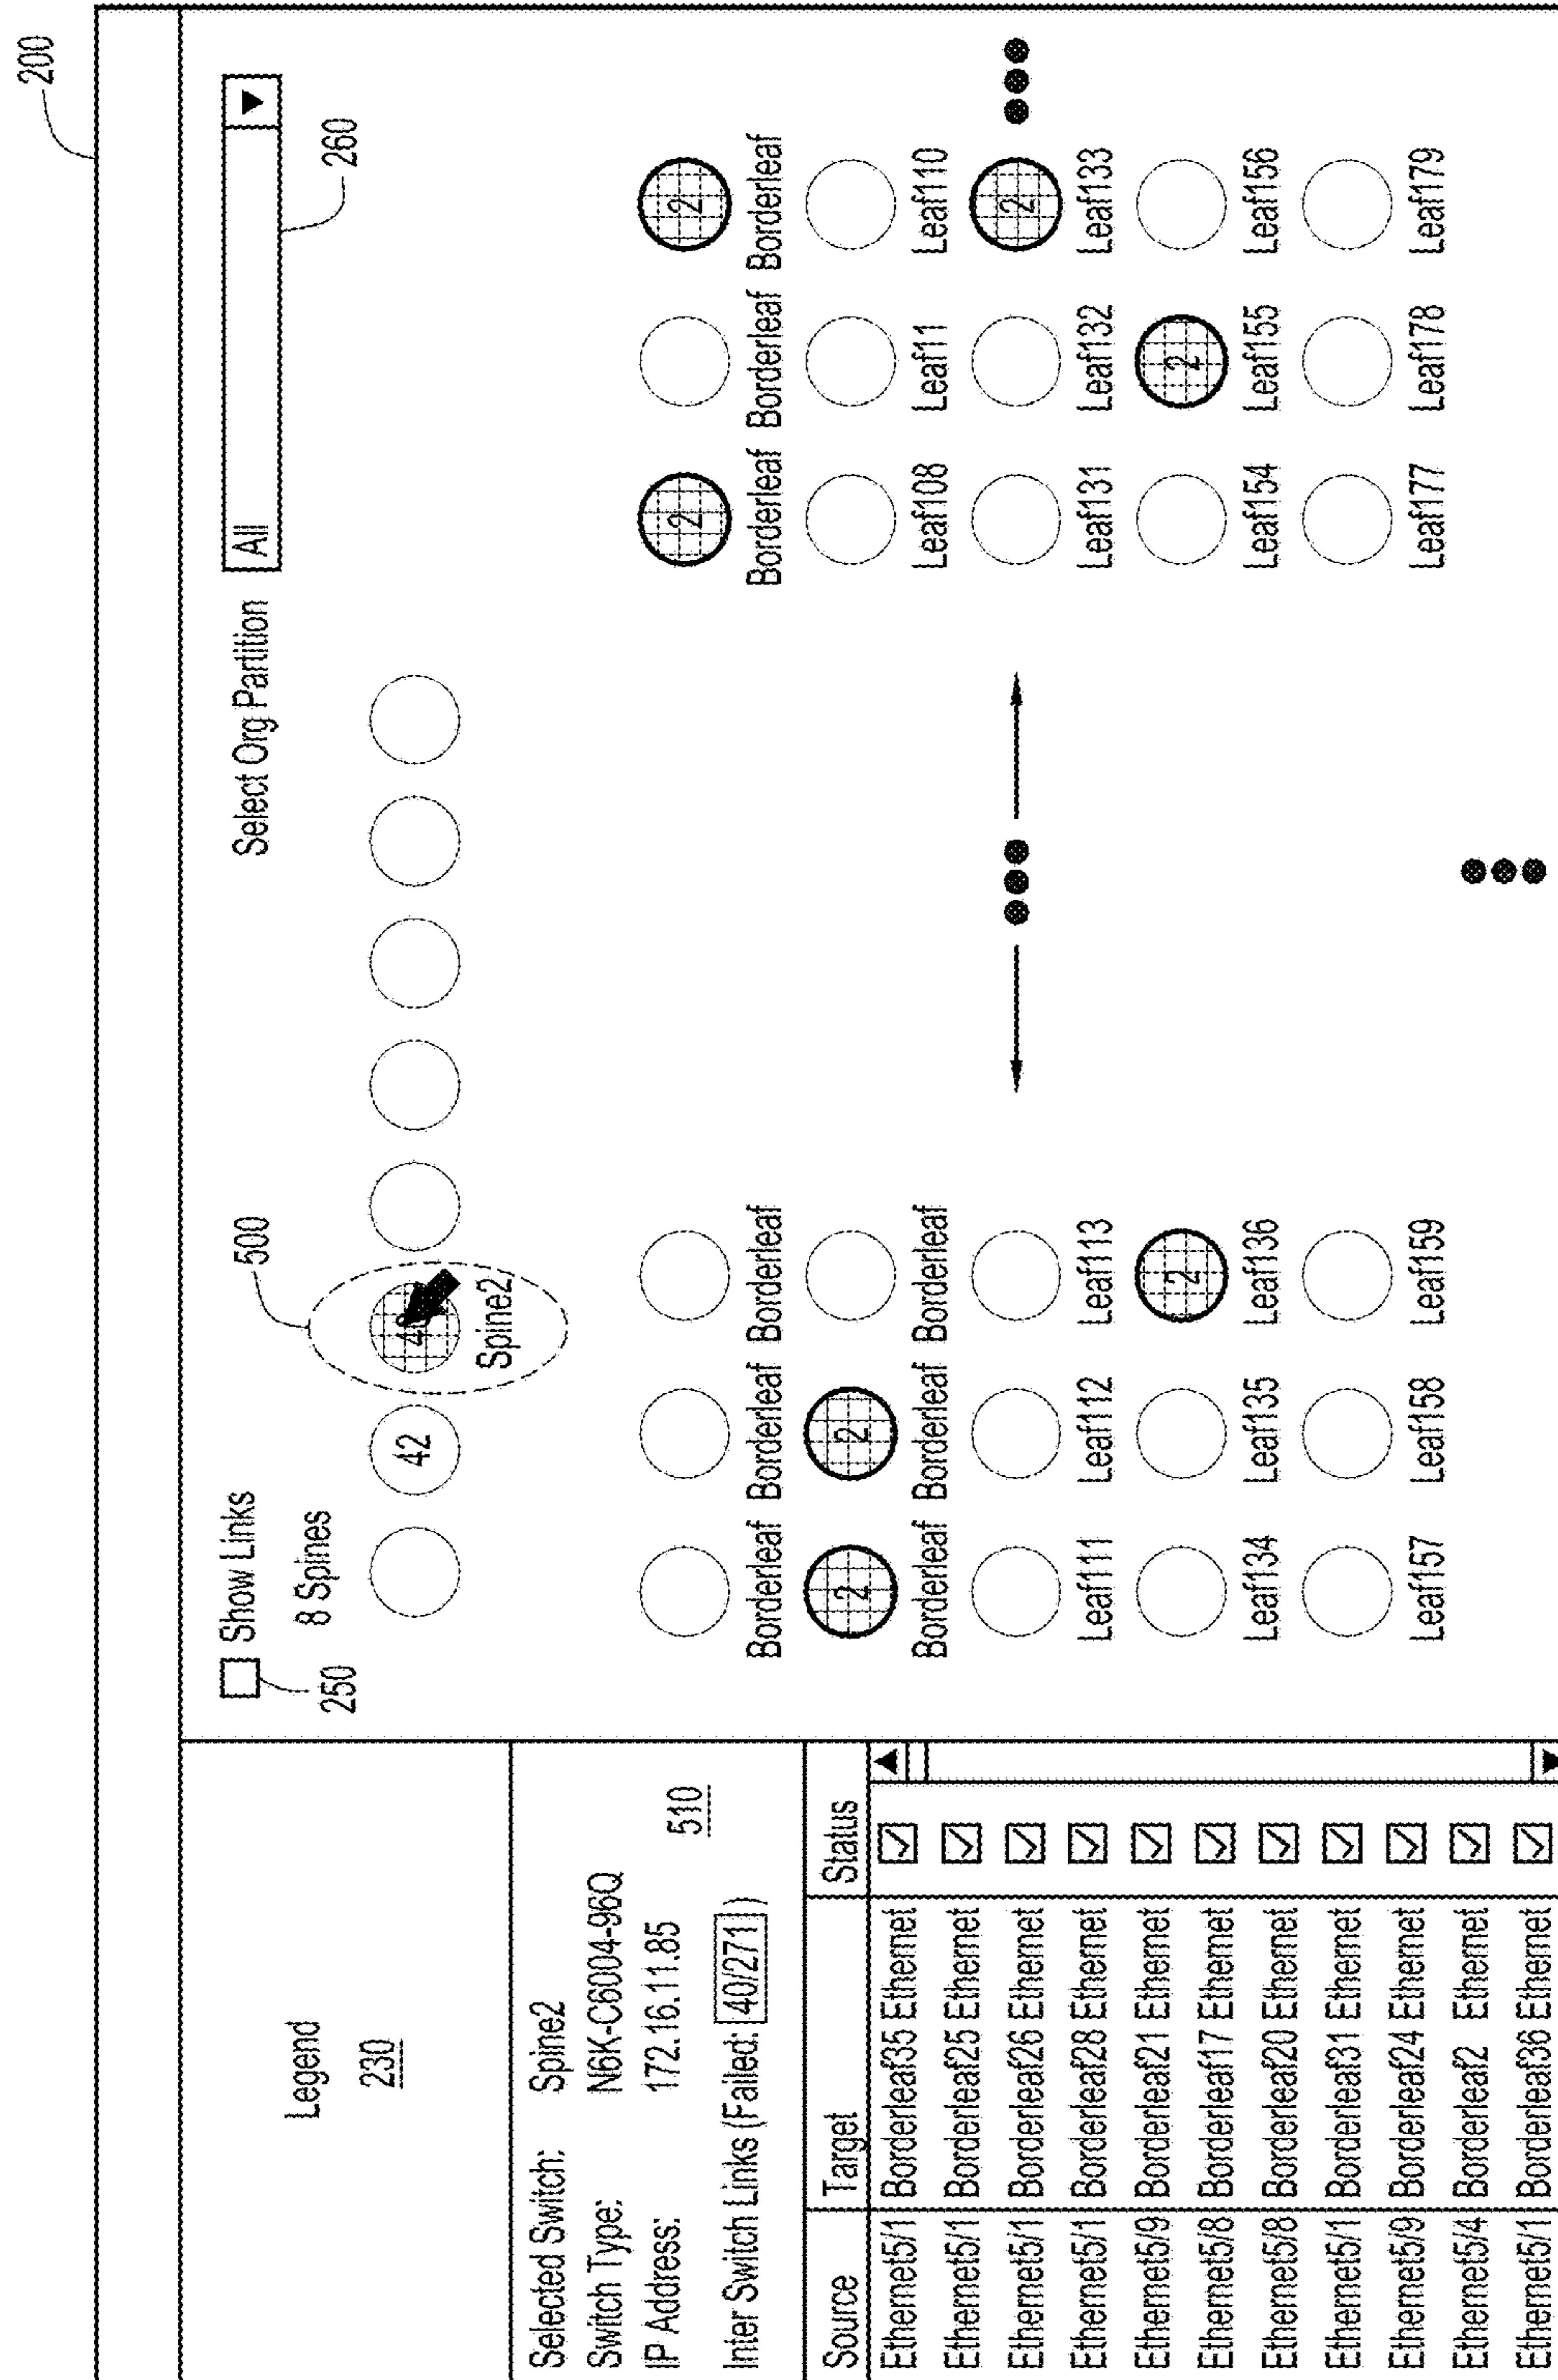 200
Show Links
250
8 Spines
500
Select Org Partition
All
260
42
Spine2
Borderleaf Borderleaf Borderleaf
2 2
Borderleaf Borderleaf Borderleaf
2 2
Borderleaf Borderleaf Borderleaf
Leaf108 Leaf11 Leaf110
2
Leaf111 Leaf112 Leaf113
Leaf131 Leaf132 Leaf133
2 2
Leaf134 Leaf135 Leaf136
Leaf154 Leaf155 Leaf156
Leaf157 Leaf158 Leaf159
Leaf177 Leaf178 Leaf179
Legend
230
Selected Switch: Spine2
Switch Type: N6K-C6004-96Q
IP Address: 172.16.11.85
510
Inter Switch Links (Failed: 40/271)
Source Target Status
Ethernet5/1 Borderleaf35 Ethernet
Ethernet5/1 Borderleaf25 Ethernet
Ethernet5/1 Borderleaf26 Ethernet
Ethernet5/1 Borderleaf28 Ethernet
Ethernet5/9 Borderleaf21 Ethernet
Ethernet5/8 Borderleaf17 Ethernet
Ethernet5/8 Borderleaf20 Ethernet
Ethernet5/1 Borderleaf31 Ethernet
Ethernet5/9 Borderleaf24 Ethernet
Ethernet5/4 Borderleaf2 Ethernet
Ethernet5/1 Borderleaf36 Ethernet